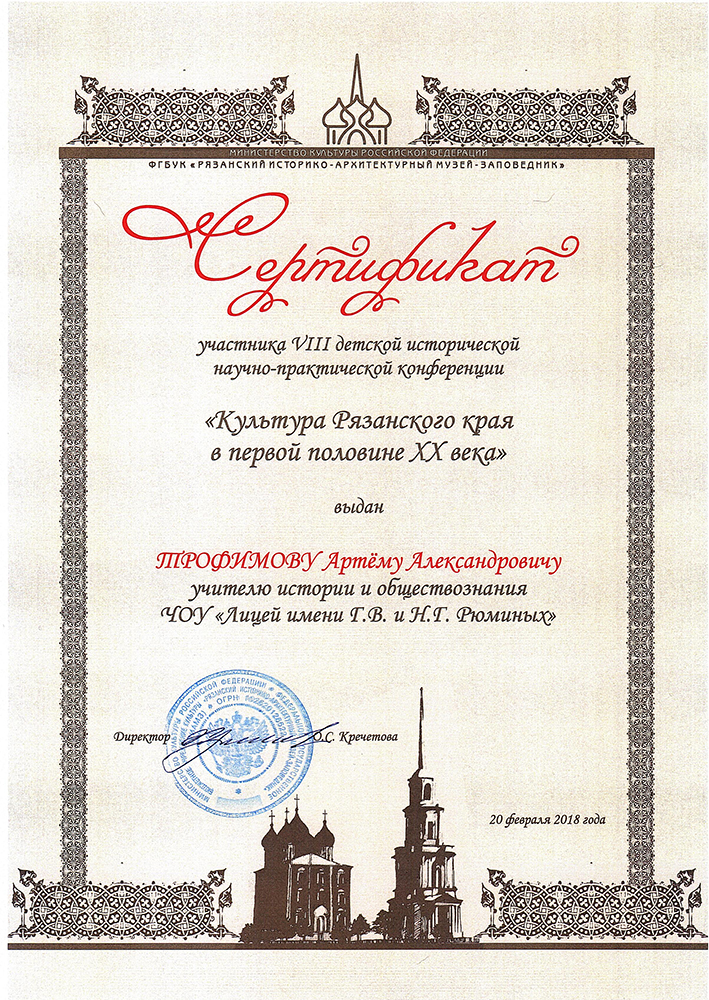 МИНИСТЕРСТВО КУЛЬТУРЫ РОССИЙСКОЙ ФЕДЕРАЦИИ
ФГБУК «РЯЗАНСКИЙ ИСТОРИКО-АРХИТЕКТУРНЫЙ МУЗЕЙ-ЗАПОВЕДНИК»
Сертификат
участника VIII детской исторической
научно-практической конференции
«Культура Рязанского края
в первой половине XX века»
выдан
ТРОФИМОВУ Артёму Александровичу
учителю истории и обществознания
ЧОУ «Лицей имени Г.В. и Н.Г. Рюминых»
Директор О.С. Кречетова
20 февраля 2018 года